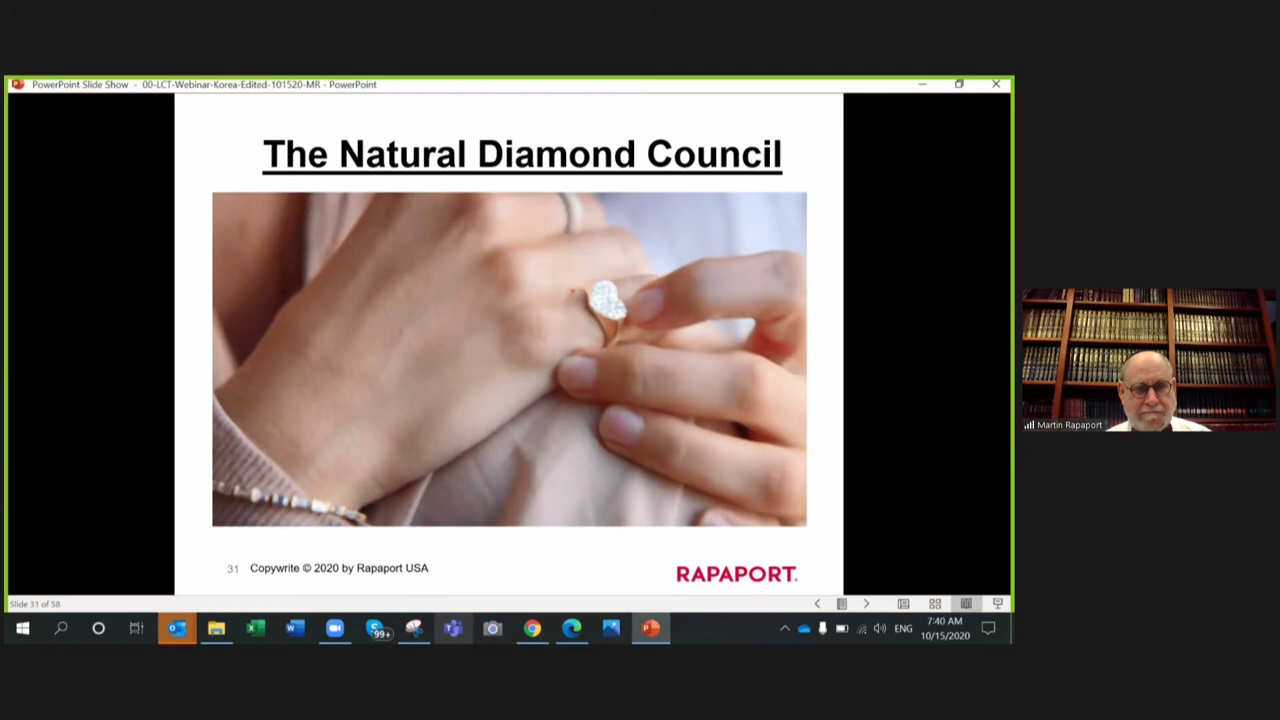 PowerPoint Slide Show - 00-LCT-Webinar-Korea-Edited-101520-MR - PowerPoint
The Natural Diamond Council
Martin Rapaport
31 Copywrite © 2020 by Rapaport USA
RAPAPORT.
Slide 31 of 58
99+
ENG
7:40 AM
10/15/2020